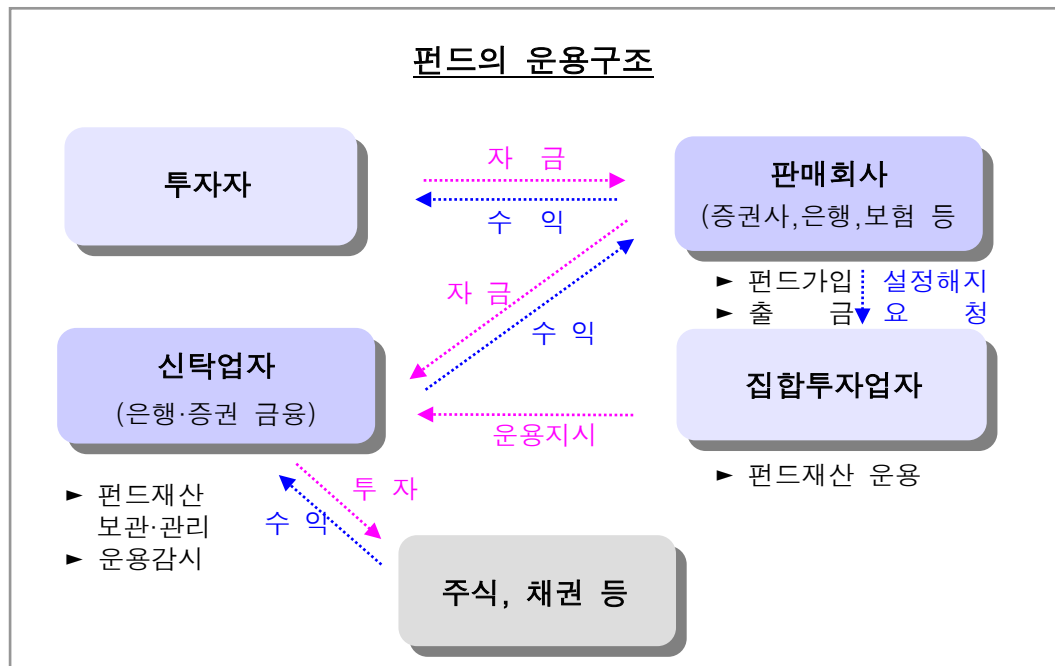 펀드의 운용구조
투자자
자 금
수 익
판매회사
(증권사,은행,보험 등
► 펀드가입
► 출 금
설정해지
요 청
자 금
수 익
신탁업자
(은행·증권 금융)
집합투자업자
운용지시
► 펀드재산 운용
► 펀드재산
보관·관리
► 운용감시
투 자
수 익
주식, 채권 등